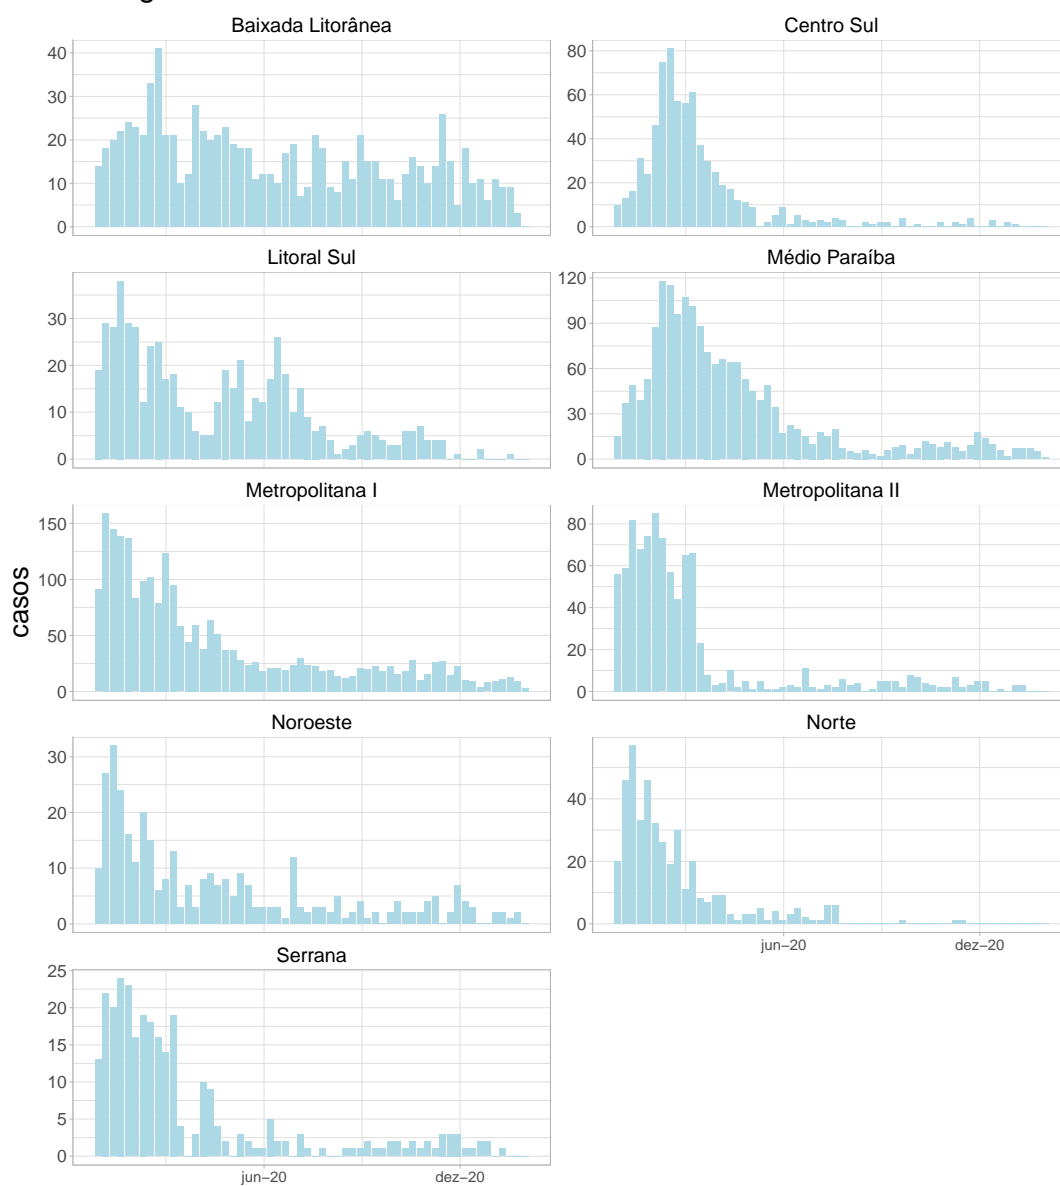 Baixada Litorânea
Centro Sul
40
30
20
10
0
80
60
40
20
0
Litoral Sul
Médio Paraíba
30
20
10
0
120
90
60
30
0
Metropolitana I
Metropolitana II
casos
150
100
50
0
80
60
40
20
0
Noroeste
Norte
30
20
10
0
40
20
0
jun–20
dez–20
Serrana
25
20
15
10
5
0
jun–20
dez–20